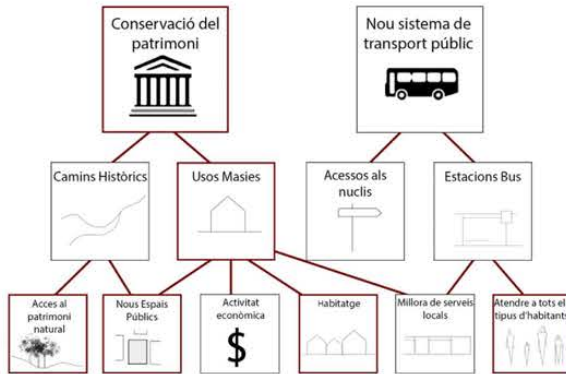 Conservació del
patrimoni
Nou sistema de
transport públic
Camins Històrics
Usos Masies
Acessos als
nuclis
Estacions Bus
Acces al
patrimoni
natural
Nous Espais
Públics
Activitat
econòmica
$
Habitatge
Millora de serveis
locals
Atendre a tots el
tipus d'habitants